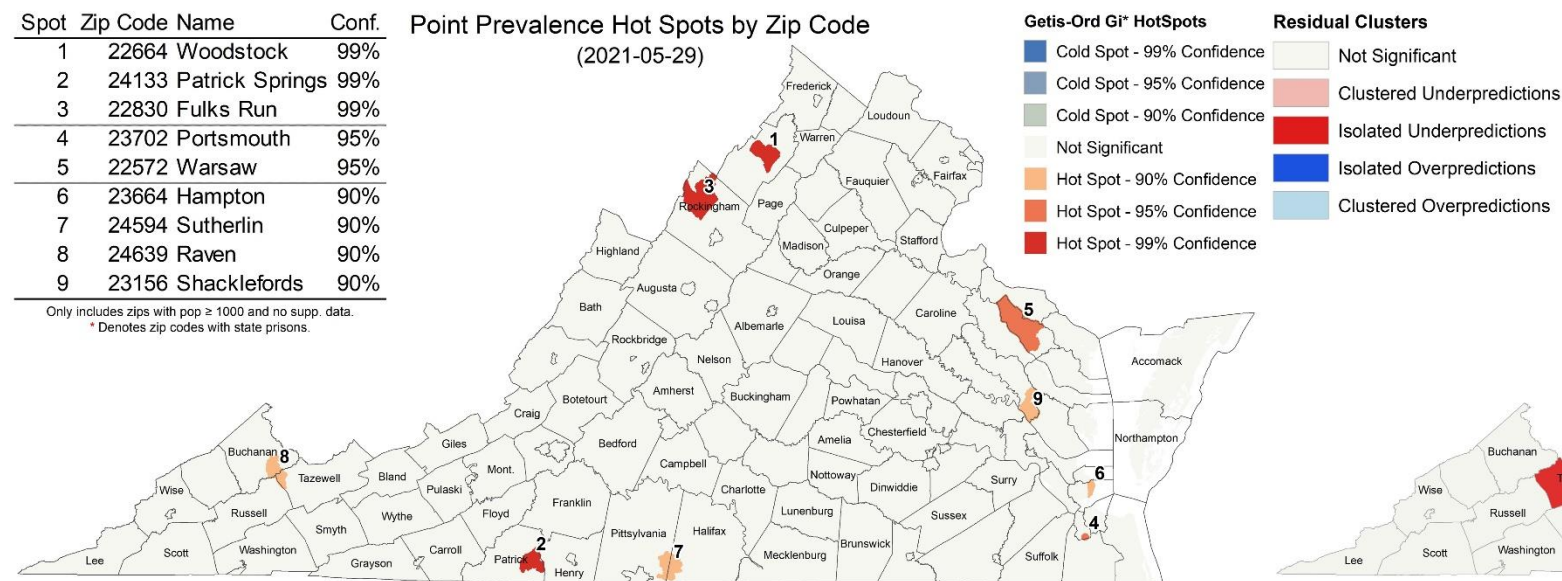 Spot Zip Code Name Conf.
1 22664 Woodstock 99%
2 24133 Patrick Springs 99%
3 22830 Fulks Run 99%
4 23702 Portsmouth 95%
5 22572 Warsaw 95%
6 23664 Hampton 90%
7 24594 Sutherlin 90%
8 24639 Raven 90%
9 23156 Shacklefords 90%
Only includes zips with pop ≥ 1000 and no supp. data.
* Denotes zip codes with state prisons.
Point Prevalence Hot Spots by Zip Code
(2021-05-29)
Getis-Ord Gi* HotSpots
Cold Spot - 99% Confidence
Cold Spot - 95% Confidence
Cold Spot - 90% Confidence
Not Significant
Hot Spot - 90% Confidence
Hot Spot - 95% Confidence
Hot Spot - 99% Confidence
Residual Clusters
Not Significant
Clustered Underpredictions
Isolated Underpredictions
Isolated Overpredictions
Clustered Overpredictions
Frederick
Loudoun
1
Warren
Fairfax
Fauquier
3
Rockingham
Page
Culpeper
Stafford
Madison
Highland
Orange
Augusta
5
Bath
Albemarle
Louisa
Caroline
Rockbridge
Nelson
Hanover
Accomack
Amherst
Buckingham
Powhatan
9
Botetourt
Craig
Chesterfield
Amelia
Northampton
Giles
Bedford
Buchanan
8
Tazewell
Bland
Mont.
Campbell
Nottoway
6
Pulaski
Charlotte
Dinwiddie
Surry
Wise
Franklin
Lunenburg
Russell
Wythe
Floyd
Sussex
4
Smyth
Pittsylvania
Halifax
Brunswick
Lee
Scott
Washington
Carroll
Patrick
2
7
Mecklenburg
Suffolk
Grayson
Henry
Buchanan
Wise
T
Russell
Lee
Scott
Washington